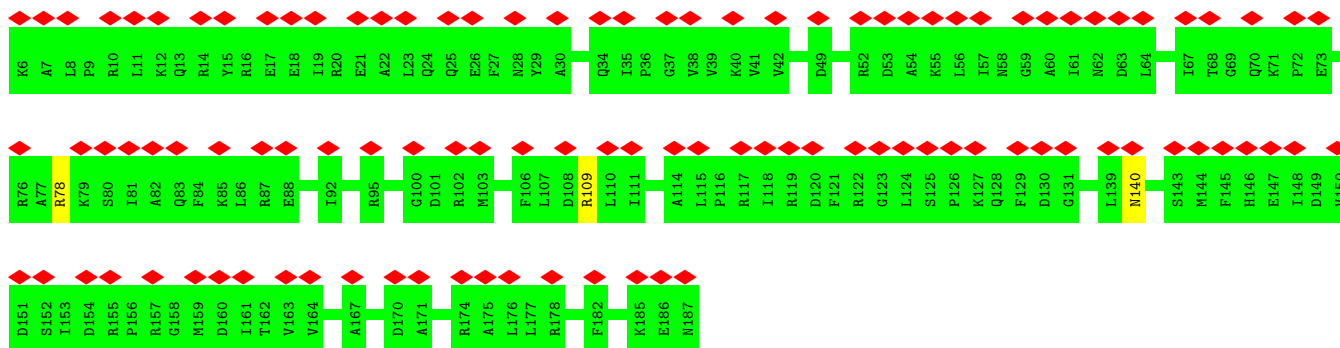 K6 A7 L8 P9 R10 L11 K12 Q13 R14 Y15 R16 E17 E18 I19 R20 E21 A22 L23 Q24 Q25 E26 F27 N28 Y29 A30 Q34 I35 P36 G37 V38 V39 K40 V41 V42 D49 R52 D53 A54 K55 L56 I57 N58 G59 A60 I61 N62 D63 L64 I67 T68 G69 Q70 K71 P72 E73
R76 A77 R78 K79 S80 I81 A82 Q83 F84 K85 L86 R87 E88 I92 R95 G100 D101 R102 M103 F106 L107 D108 R109 L110 I111 A114 L115 P116 R117 I118 R119 D120 F121 R122 G123 L124 S125 P126 K127 Q128 F129 D130 G131 L139 N140 S143 M144 F145 H146 E147 I148 D149 V150
D151 S152 I153 D154 R155 P156 R157 G158 M159 D160 I161 T162 V163 V164 A167 D170 A171 R174 A175 L176 L177 R178 F182 K185 E186 N187